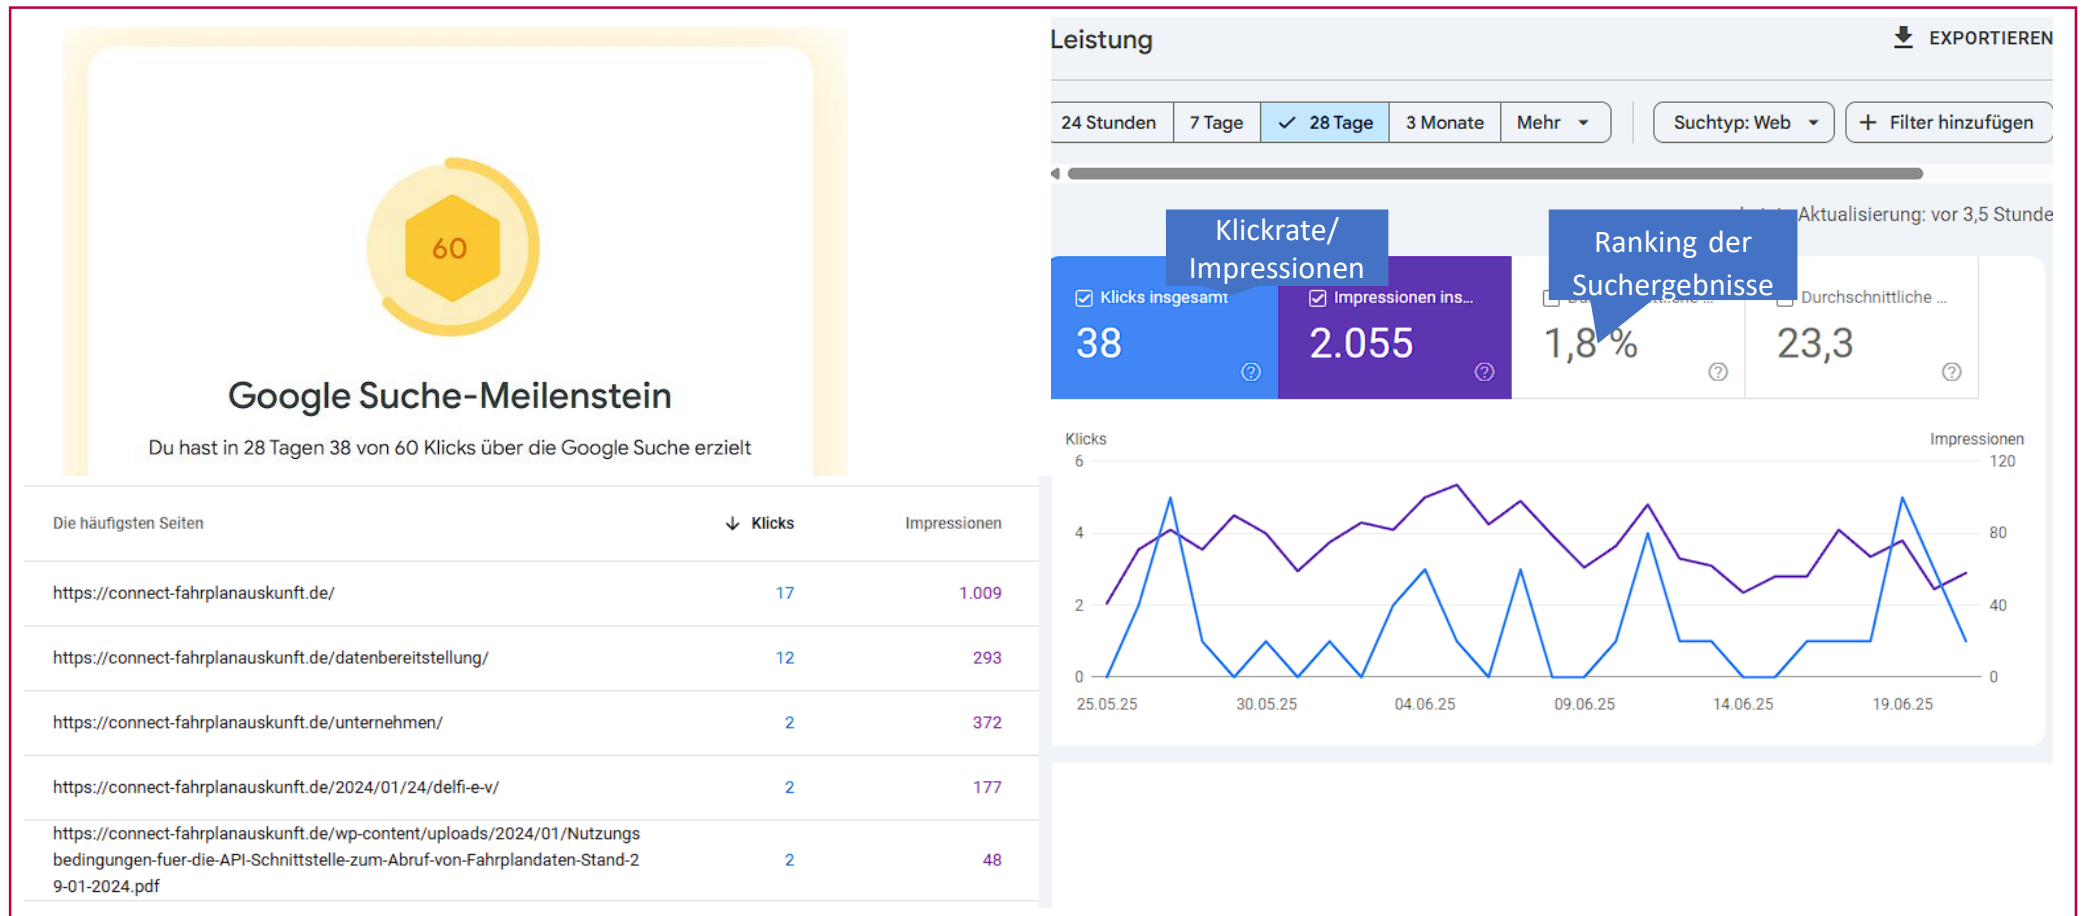 60
Google Suche-Meilenstein
Du hast in 28 Tagen 38 von 60 Klicks über die Google Suche erzielt
Die häufigsten Seiten Klicks Impressionen
https://connect-fahrplanauskunft.de/ 17 1.009
https://connect-fahrplanauskunft.de/datenbereitstellung/ 12 293
https://connect-fahrplanauskunft.de/unternehmen/ 2 372
https://connect-fahrplanauskunft.de/2024/01/24/delfi-e-v/ 2 177
https://connect-fahrplanauskunft.de/wp-content/uploads/2024/01/Nutzungs
bedingungen-fuer-die-API-Schnittstelle-zum-Abruf-von-Fahrplandaten-Stand-2 2 48
9-01-2024.pdf
Leistung EXPORTIEREN
24 Stunden 7 Tage 28 Tage 3 Monate Mehr Suchtyp: Web + Filter hinzufügen
Aktualisierung: vor 3,5 Stunde
Klickrate/
Impressionen
Ranking der
Suchergebnisse
Klicks insgesamt Impressionen ins... Durchschnittliche ...
38 2.055 1,8 % 23,3
Klicks Impressionen
6 120
4 80
2 40
0 0
25.05.25 30.05.25 04.06.25 09.06.25 14.06.25 19.06.25